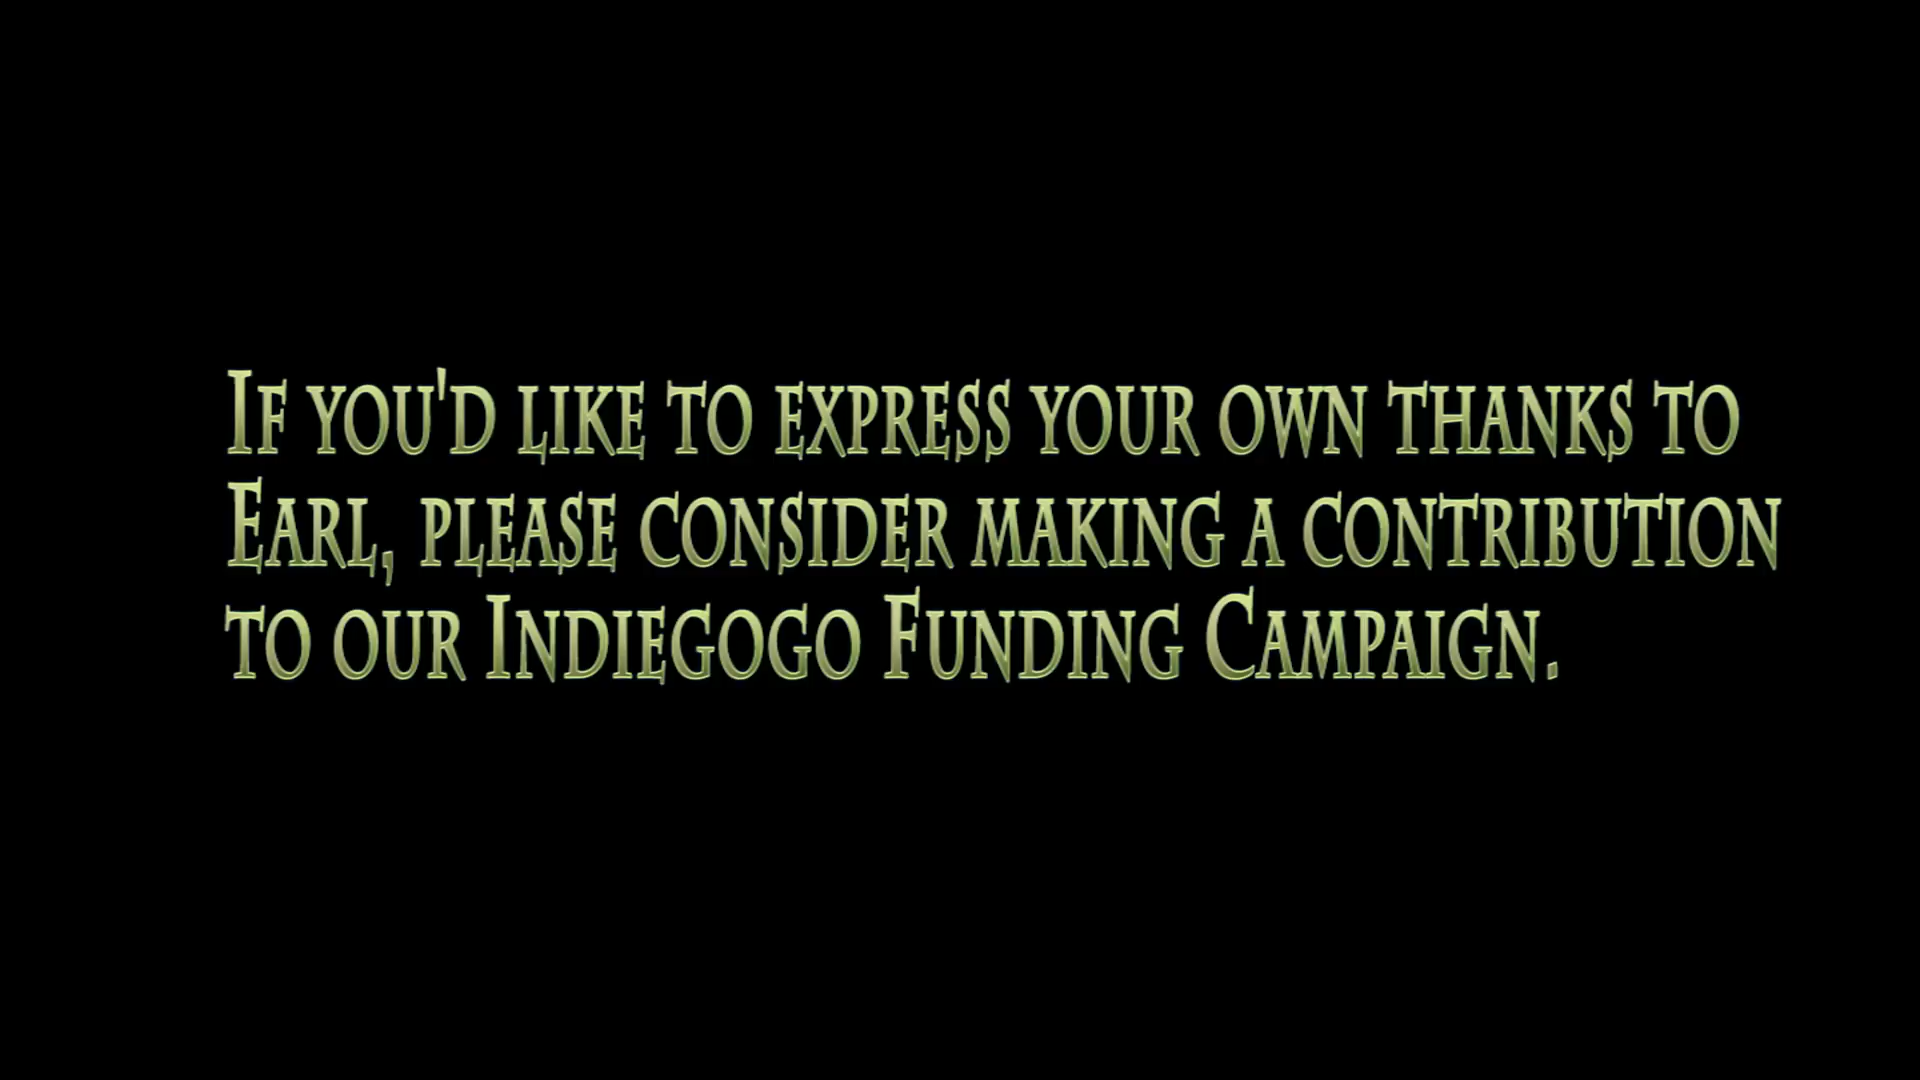 If you'd like to express your own thanks to
Earl, please consider making a contribution
to our Indiegogo Funding Campaign.